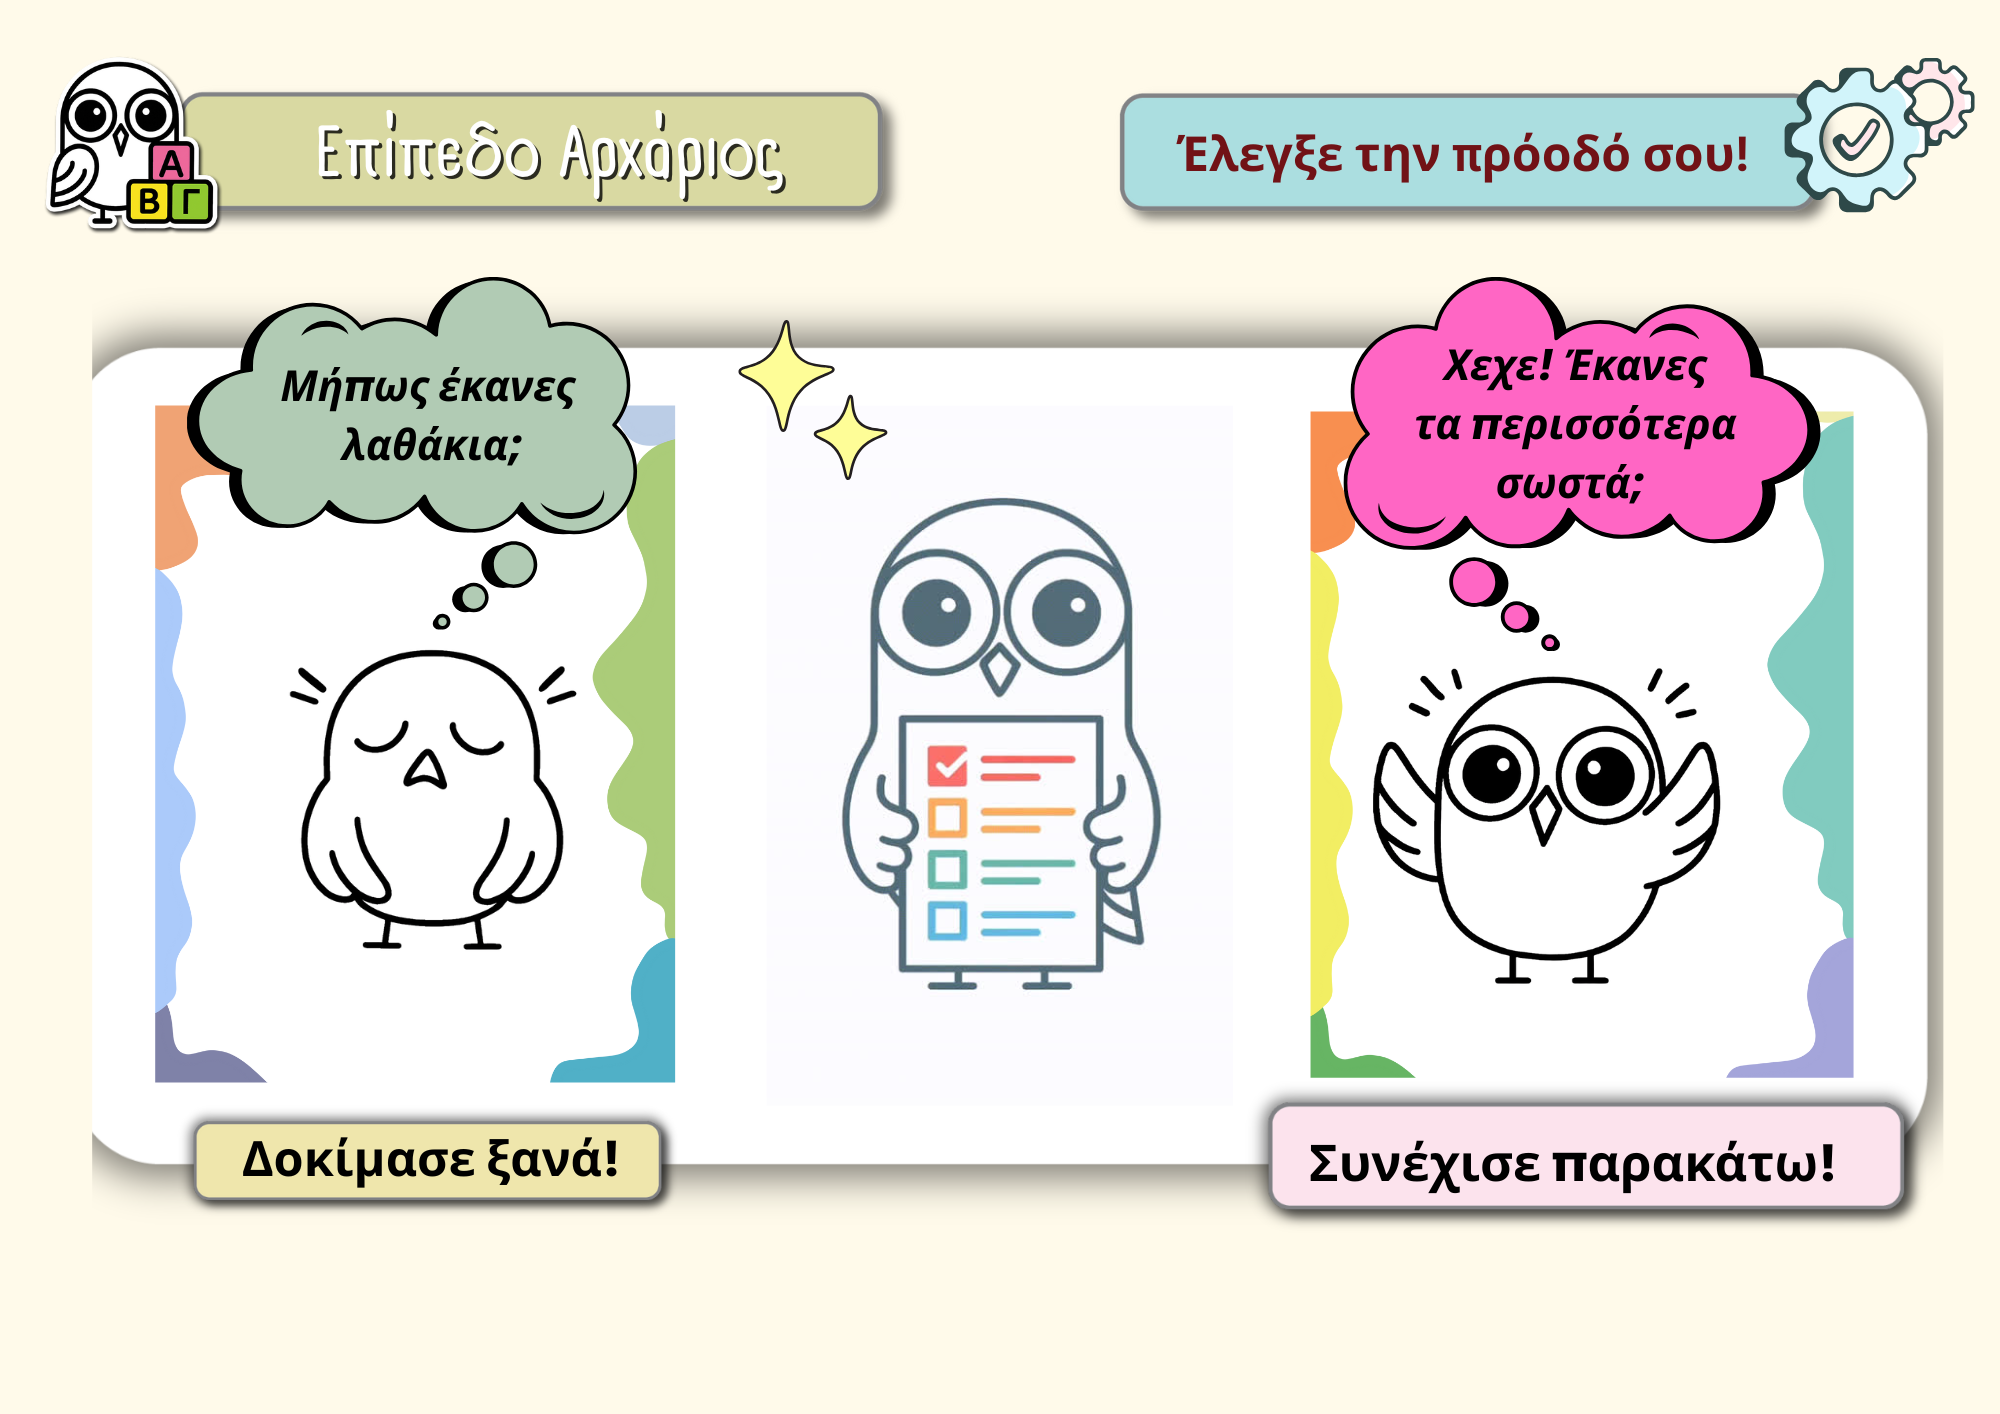 Α
Β Γ
Επίπεδο Αρχάριος
Έλεγξε την πρόοδό σου!
Μήπως έκανες
λαθάκια;
Χεχε! Έκανες
τα περισσότερα
σωστά;
Δοκίμασε ξανά!
Συνέχισε παρακάτω!